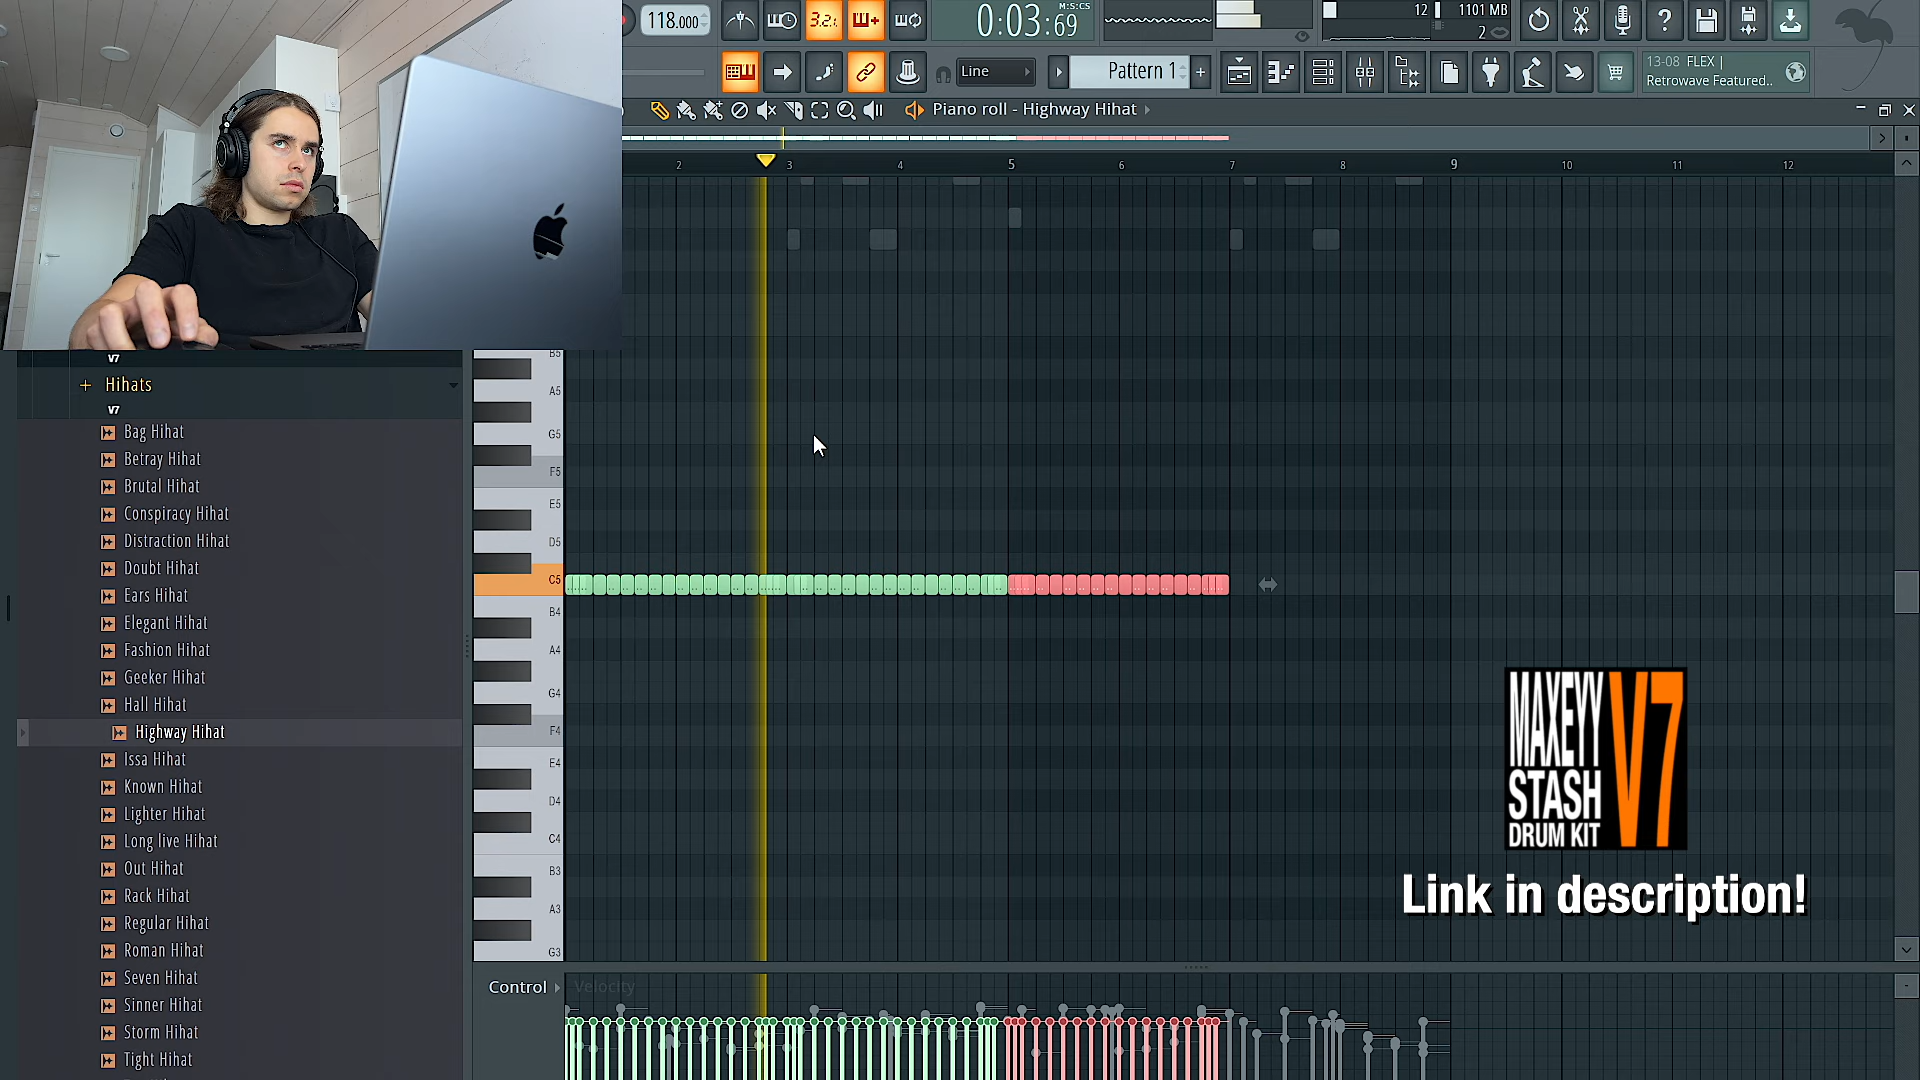 118.000
3.2.
0:03:69
M:S:CS
12
1101 MB
2
Line
Pattern 1
+
13-08 FLEX |
Retrowave Featured..
Piano roll - Highway Hihat
2 3 4 5 6 7 8 9 10 11 12
V7
+ Hihats
V7
Bag Hihat
Betray Hihat
Brutal Hihat
Conspiracy Hihat
Distraction Hihat
Doubt Hihat
Ears Hihat
Elegant Hihat
Fashion Hihat
Geeker Hihat
Hall Hihat
Highway Hihat
Issa Hihat
Known Hihat
Lighter Hihat
Long live Hihat
Out Hihat
Rack Hihat
Regular Hihat
Roman Hihat
Seven Hihat
Sinner Hihat
Storm Hihat
Tight Hihat
B5
A5
G5
F5
E5
D5
C5
B4
A4
G4
F4
E4
D4
C4
B3
A3
G3
MAXEYY
STASH
DRUM KIT
V7
Link in description!
Control
Velocity